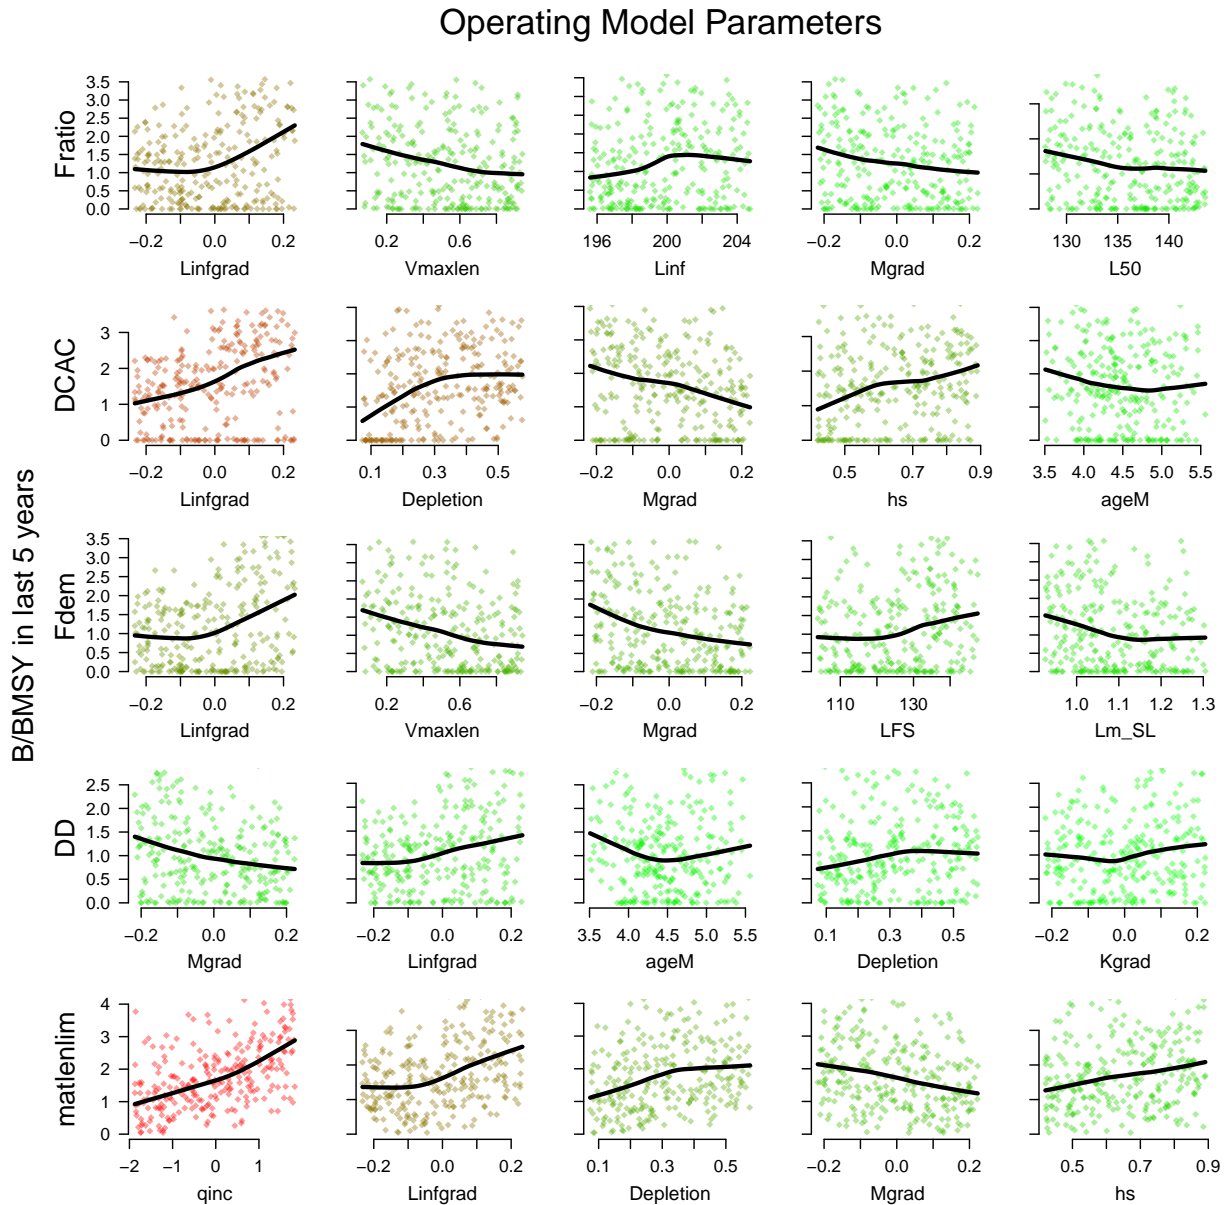 Operating Model Parameters
B/BMSY in last 5 years
Fratio
3.5
3.0
2.5
2.0
1.5
1.0
0.5
0.0
−0.2 0.0 0.2
0.2 0.6
196 200 204
−0.2 0.0 0.2
130 135 140
Linfgrad Vmaxlen Linf Mgrad L50
DCAC
3
2
1
0
−0.2 0.0 0.2
0.1 0.3 0.5
−0.2 0.0 0.2
0.5 0.7 0.9
3.5 4.0 4.5 5.0 5.5
Linfgrad Depletion Mgrad hs ageM
Fdem
3.5
3.0
2.5
2.0
1.5
1.0
0.5
0.0
−0.2 0.0 0.2
0.2 0.6
−0.2 0.0 0.2
110 130
1.0 1.1 1.2 1.3
Linfgrad Vmaxlen Mgrad LFS Lm_SL
DD
2.5
2.0
1.5
1.0
0.5
0.0
−0.2 0.0 0.2
−0.2 0.0 0.2
3.5 4.0 4.5 5.0 5.5
0.1 0.3 0.5
−0.2 0.0 0.2
Mgrad Linfgrad ageM Depletion Kgrad
matlenlim
4
3
2
1
0
−2 −1 0 1
−0.2 0.0 0.2
0.1 0.3 0.5
−0.2 0.0 0.2
0.5 0.7 0.9
qinc Linfgrad Depletion Mgrad hs